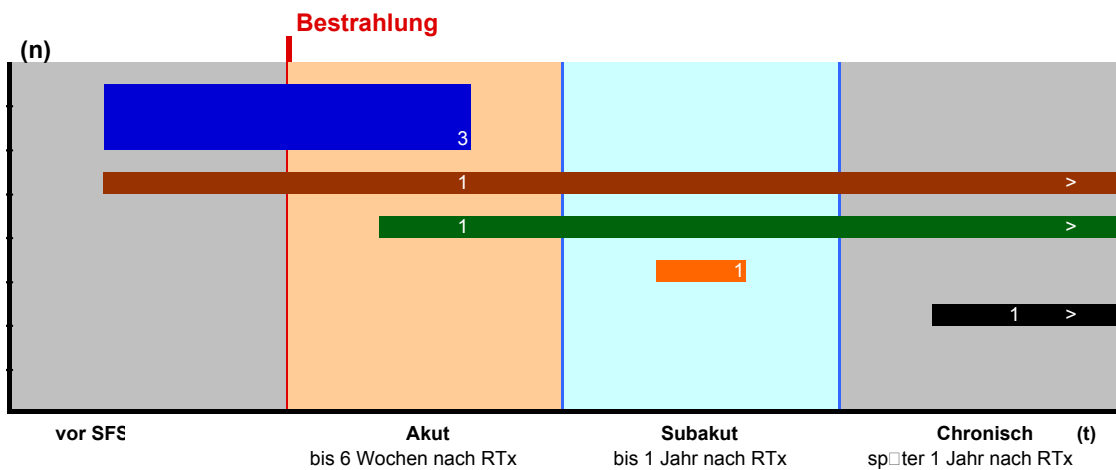 Bestrahlung
(n)
3
1 >
1 >
1
1 >
vor SFS
Akut
Subakut
Chronisch (t)
bis 6 Wochen nach RTx
bis 1 Jahr nach RTx
sp□ter 1 Jahr nach RTx